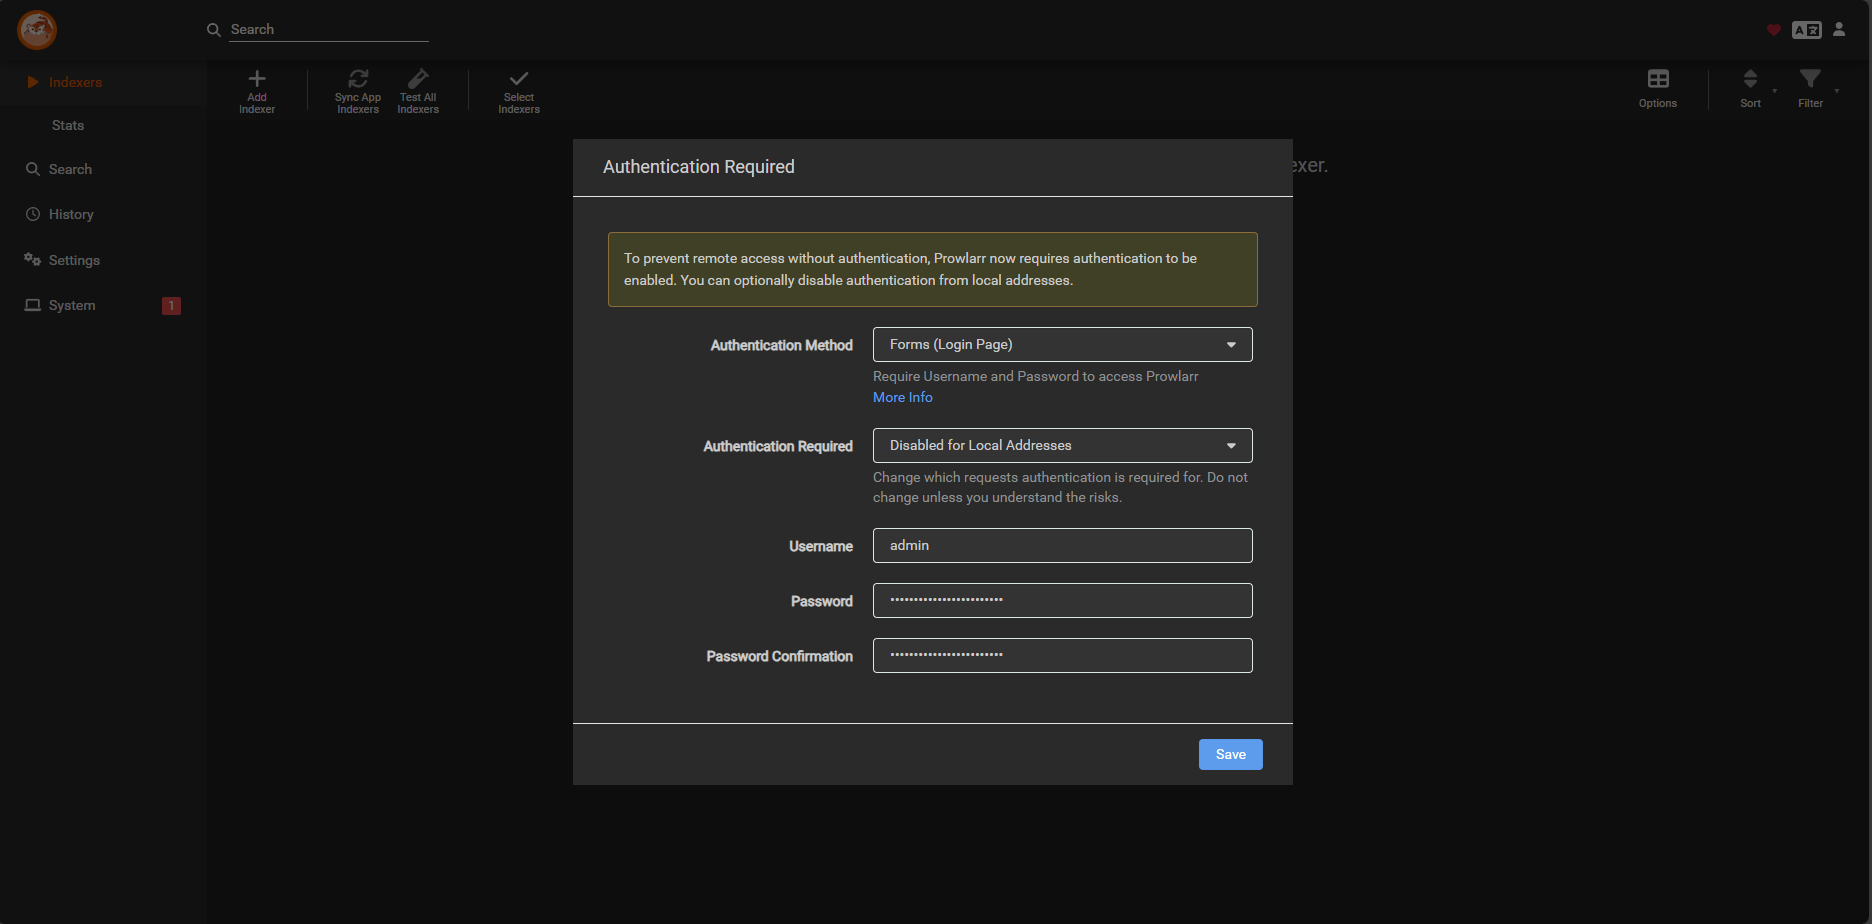 Search
Indexers
Stats
Search
History
Settings
System
1
Add
Indexer
Sync App
Indexers
Test All
Indexers
Select
Indexers
Options
Sort
Filter
Authentication Required
To prevent remote access without authentication, Prowlarr now requires authentication to be
enabled. You can optionally disable authentication from local addresses.
Authentication Method
Forms (Login Page)
Require Username and Password to access Prowlarr
More Info
Authentication Required
Disabled for Local Addresses
Change which requests authentication is required for. Do not
change unless you understand the risks.
Username
admin
Password
Password Confirmation
Save